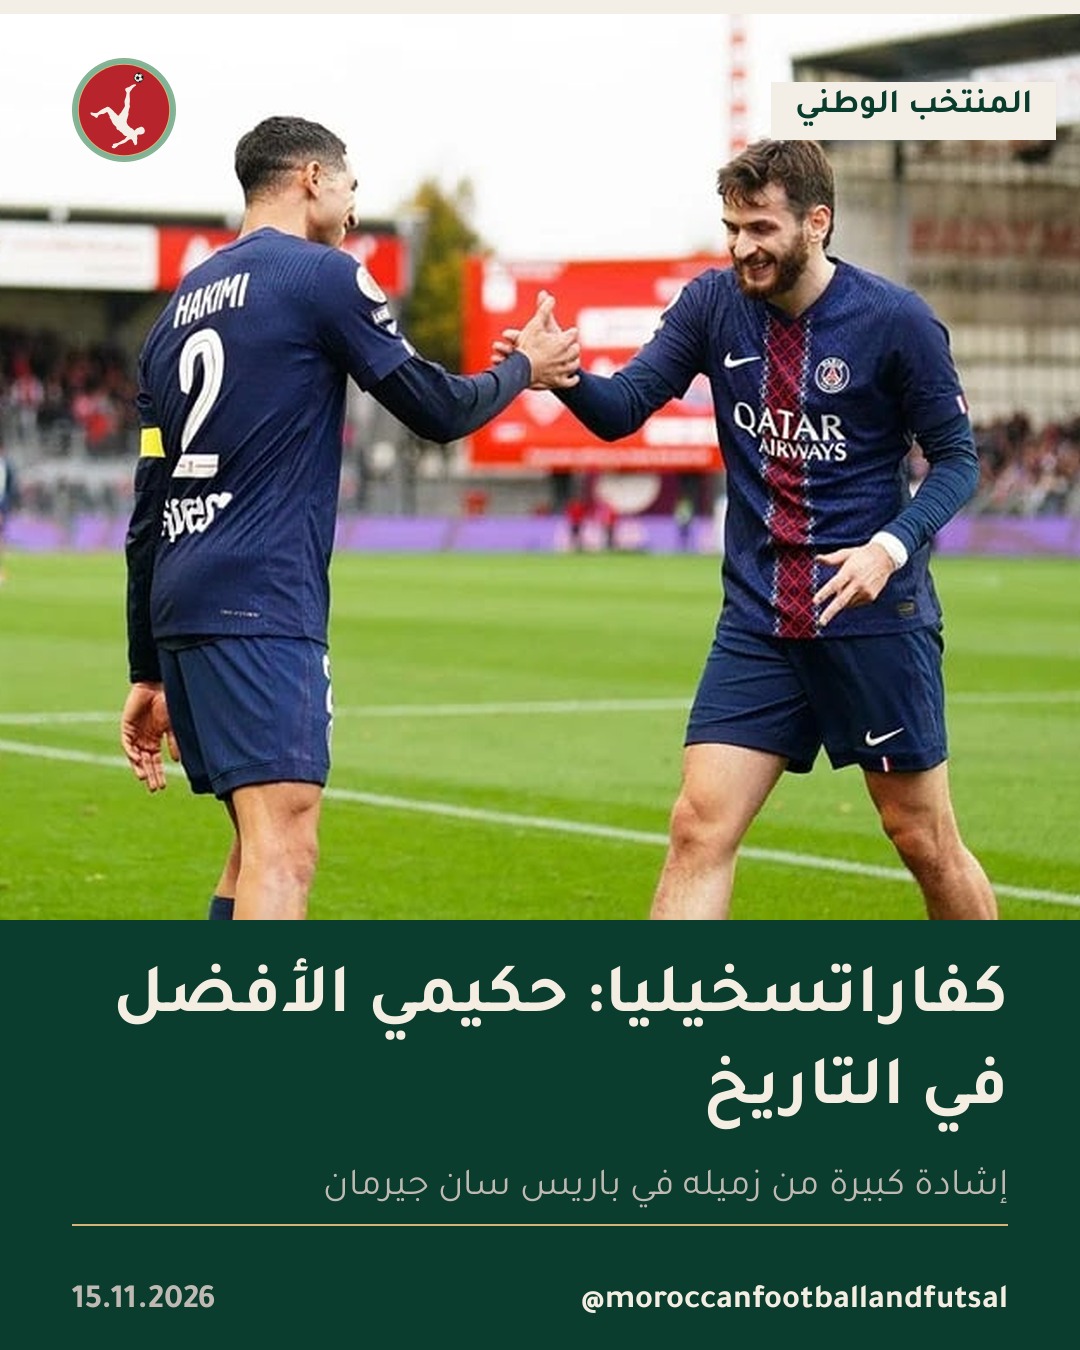 المنتخب الوطني
HAKIMI
2
QATAR
AIRWAYS
PARIS
كفاراتسخيليا: حكيمي الأفضل
في التاريخ
إشادة كبيرة من زميله في باريس سان جيرمان
15.11.2026
@moroccanfootballandfutsal